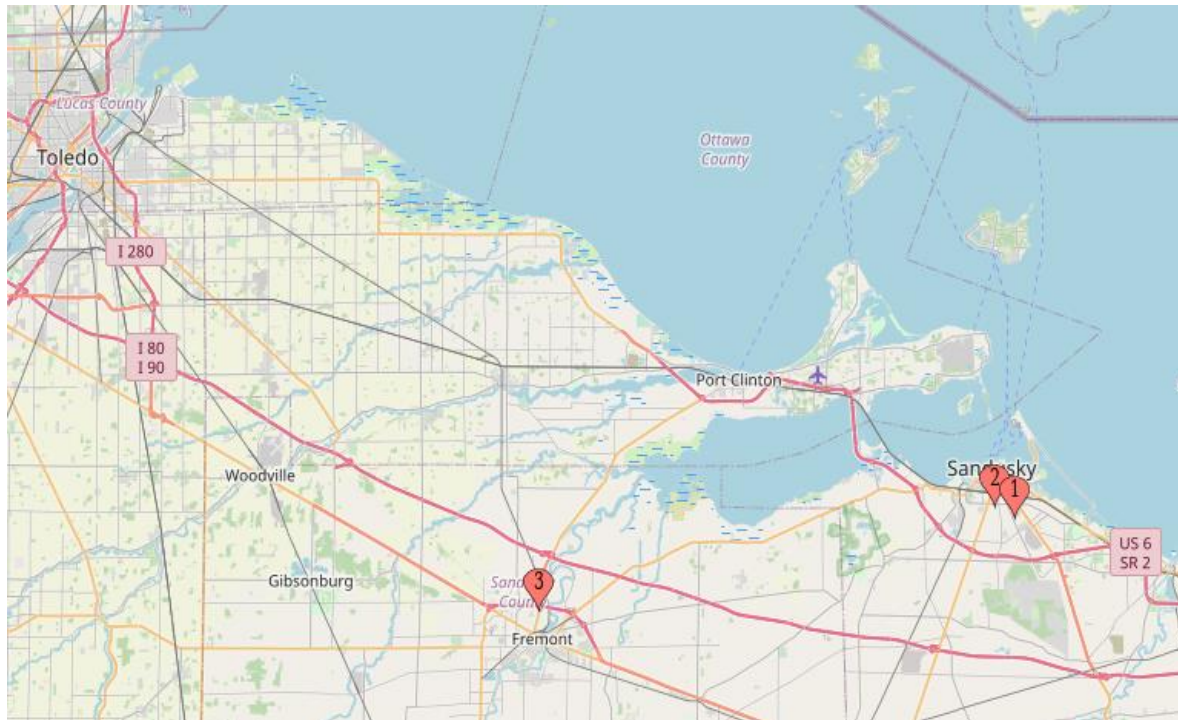 Lucas County
Toledo
Ottawa
County
I 280
I 80
I 90
Port Clinton
Woodville
Sandusky
2
1
US 6
SR 2
Gibsonburg
3
County
Fremont